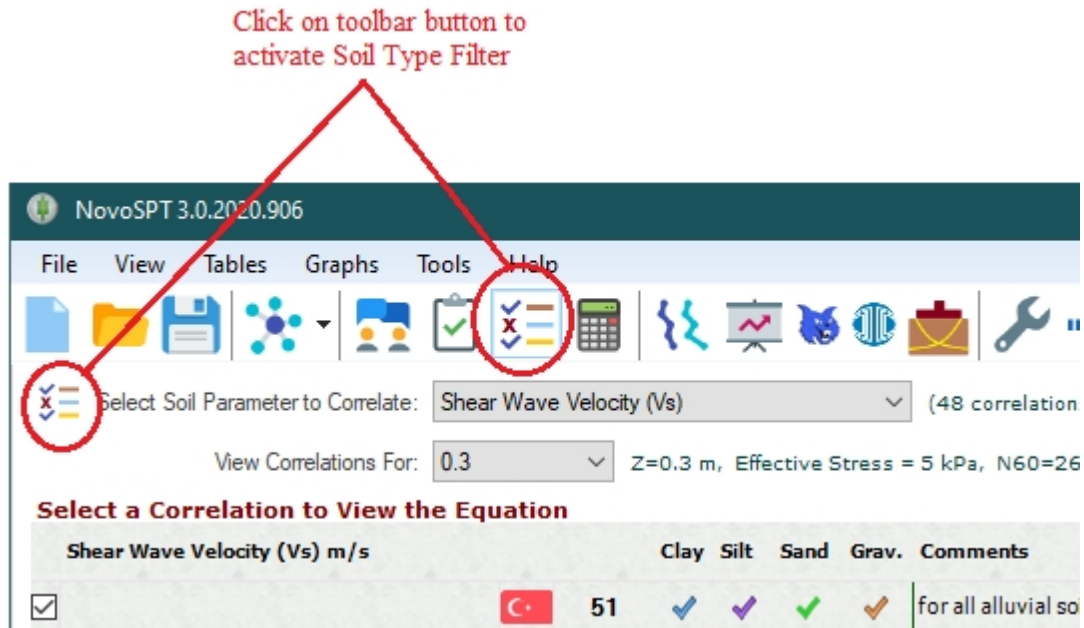 Click on toolbar button to
activate Soil Type Filter
NovoSPT 3.0.2020.906
File View Tables Graphs Tools Help
Select Soil Parameter to Correlate: Shear Wave Velocity (Vs) (48 correlation
View Correlations For: 0.3 Z=0.3 m, Effective Stress = 5 kPa, N60=26
Select a Correlation to View the Equation
Shear Wave Velocity (Vs) m/s Clay Silt Sand Grav. Comments
51 for all alluvial so